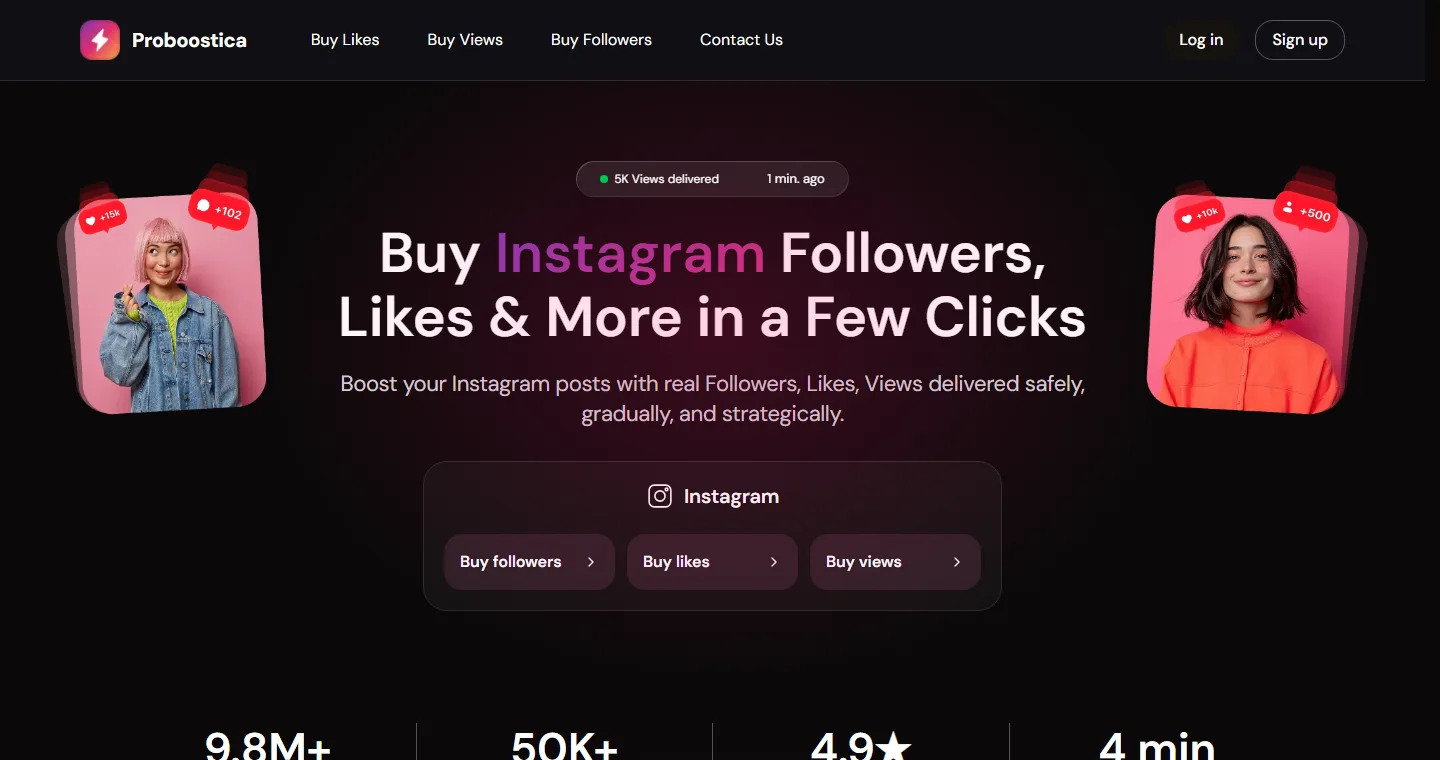 Proboostica
Buy Likes
Buy Views
Buy Followers
Contact Us
Log in
Sign up
5K Views delivered
1 min. ago
+15k
+102
+10k
+500
Buy Instagram Followers,
Likes & More in a Few Clicks
Boost your Instagram posts with real Followers, Likes, Views delivered safely,
gradually, and strategically.
Instagram
Buy followers
Buy likes
Buy views
9.8M+
50K+
4.9★
4 min